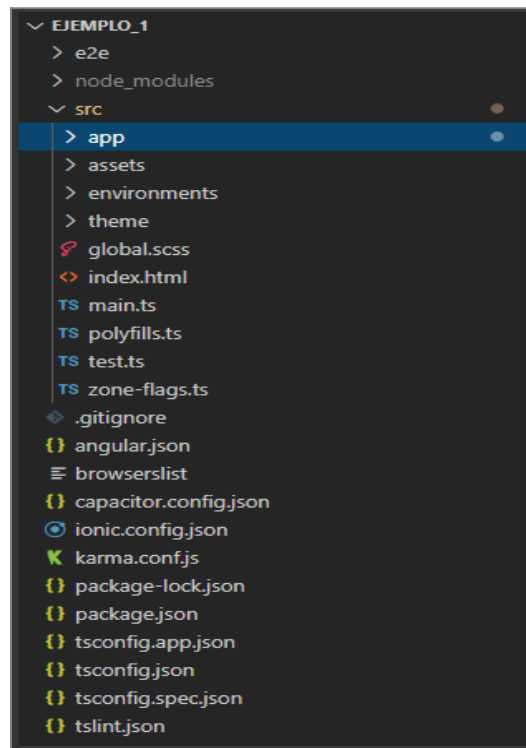 EJEMPLO_1
e2e
node_modules
src
app
assets
environments
theme
global.scss
index.html
TS main.ts
TS polyfills.ts
TS test.ts
TS zone-flags.ts
.gitignore
{} angular.json
browserslist
{} capacitor.config.json
ionic.config.json
karma.conf.js
{} package-lock.json
{} package.json
{} tsconfig.app.json
{} tsconfig.json
{} tsconfig.spec.json
{} tslint.json